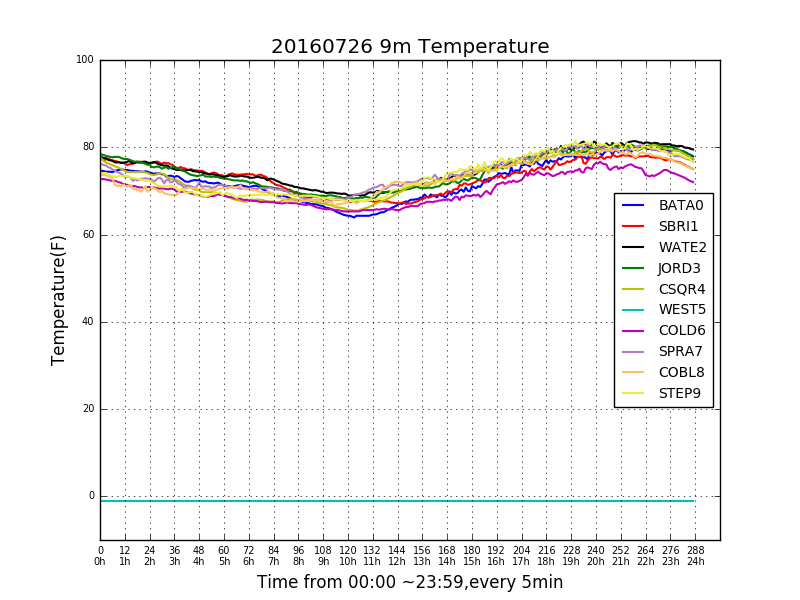 20160726 9m Temperature
Temperature(F)
100
80
60
40
20
0
BATA0
SBRI1
WATE2
JORD3
CSQR4
WEST5
COLD6
SPRA7
COBL8
STEP9
0 12 24 36 48 60 72 84 96 108 120 132 144 156 168 180 192 204 216 228 240 252 264 276 288
0h 1h 2h 3h 4h 5h 6h 7h 8h 9h 10h 11h 12h 13h 14h 15h 16h 17h 18h 19h 20h 21h 22h 23h 24h
Time from 00:00 ~23:59,every 5min